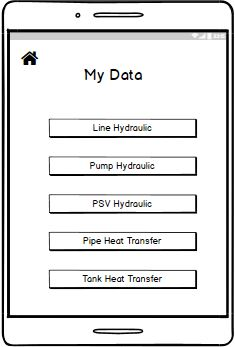 My Data
Line Hydraulic
Pump Hydraulic
PSV Hydraulic
Pipe Heat Transfer
Tank Heat Transfer